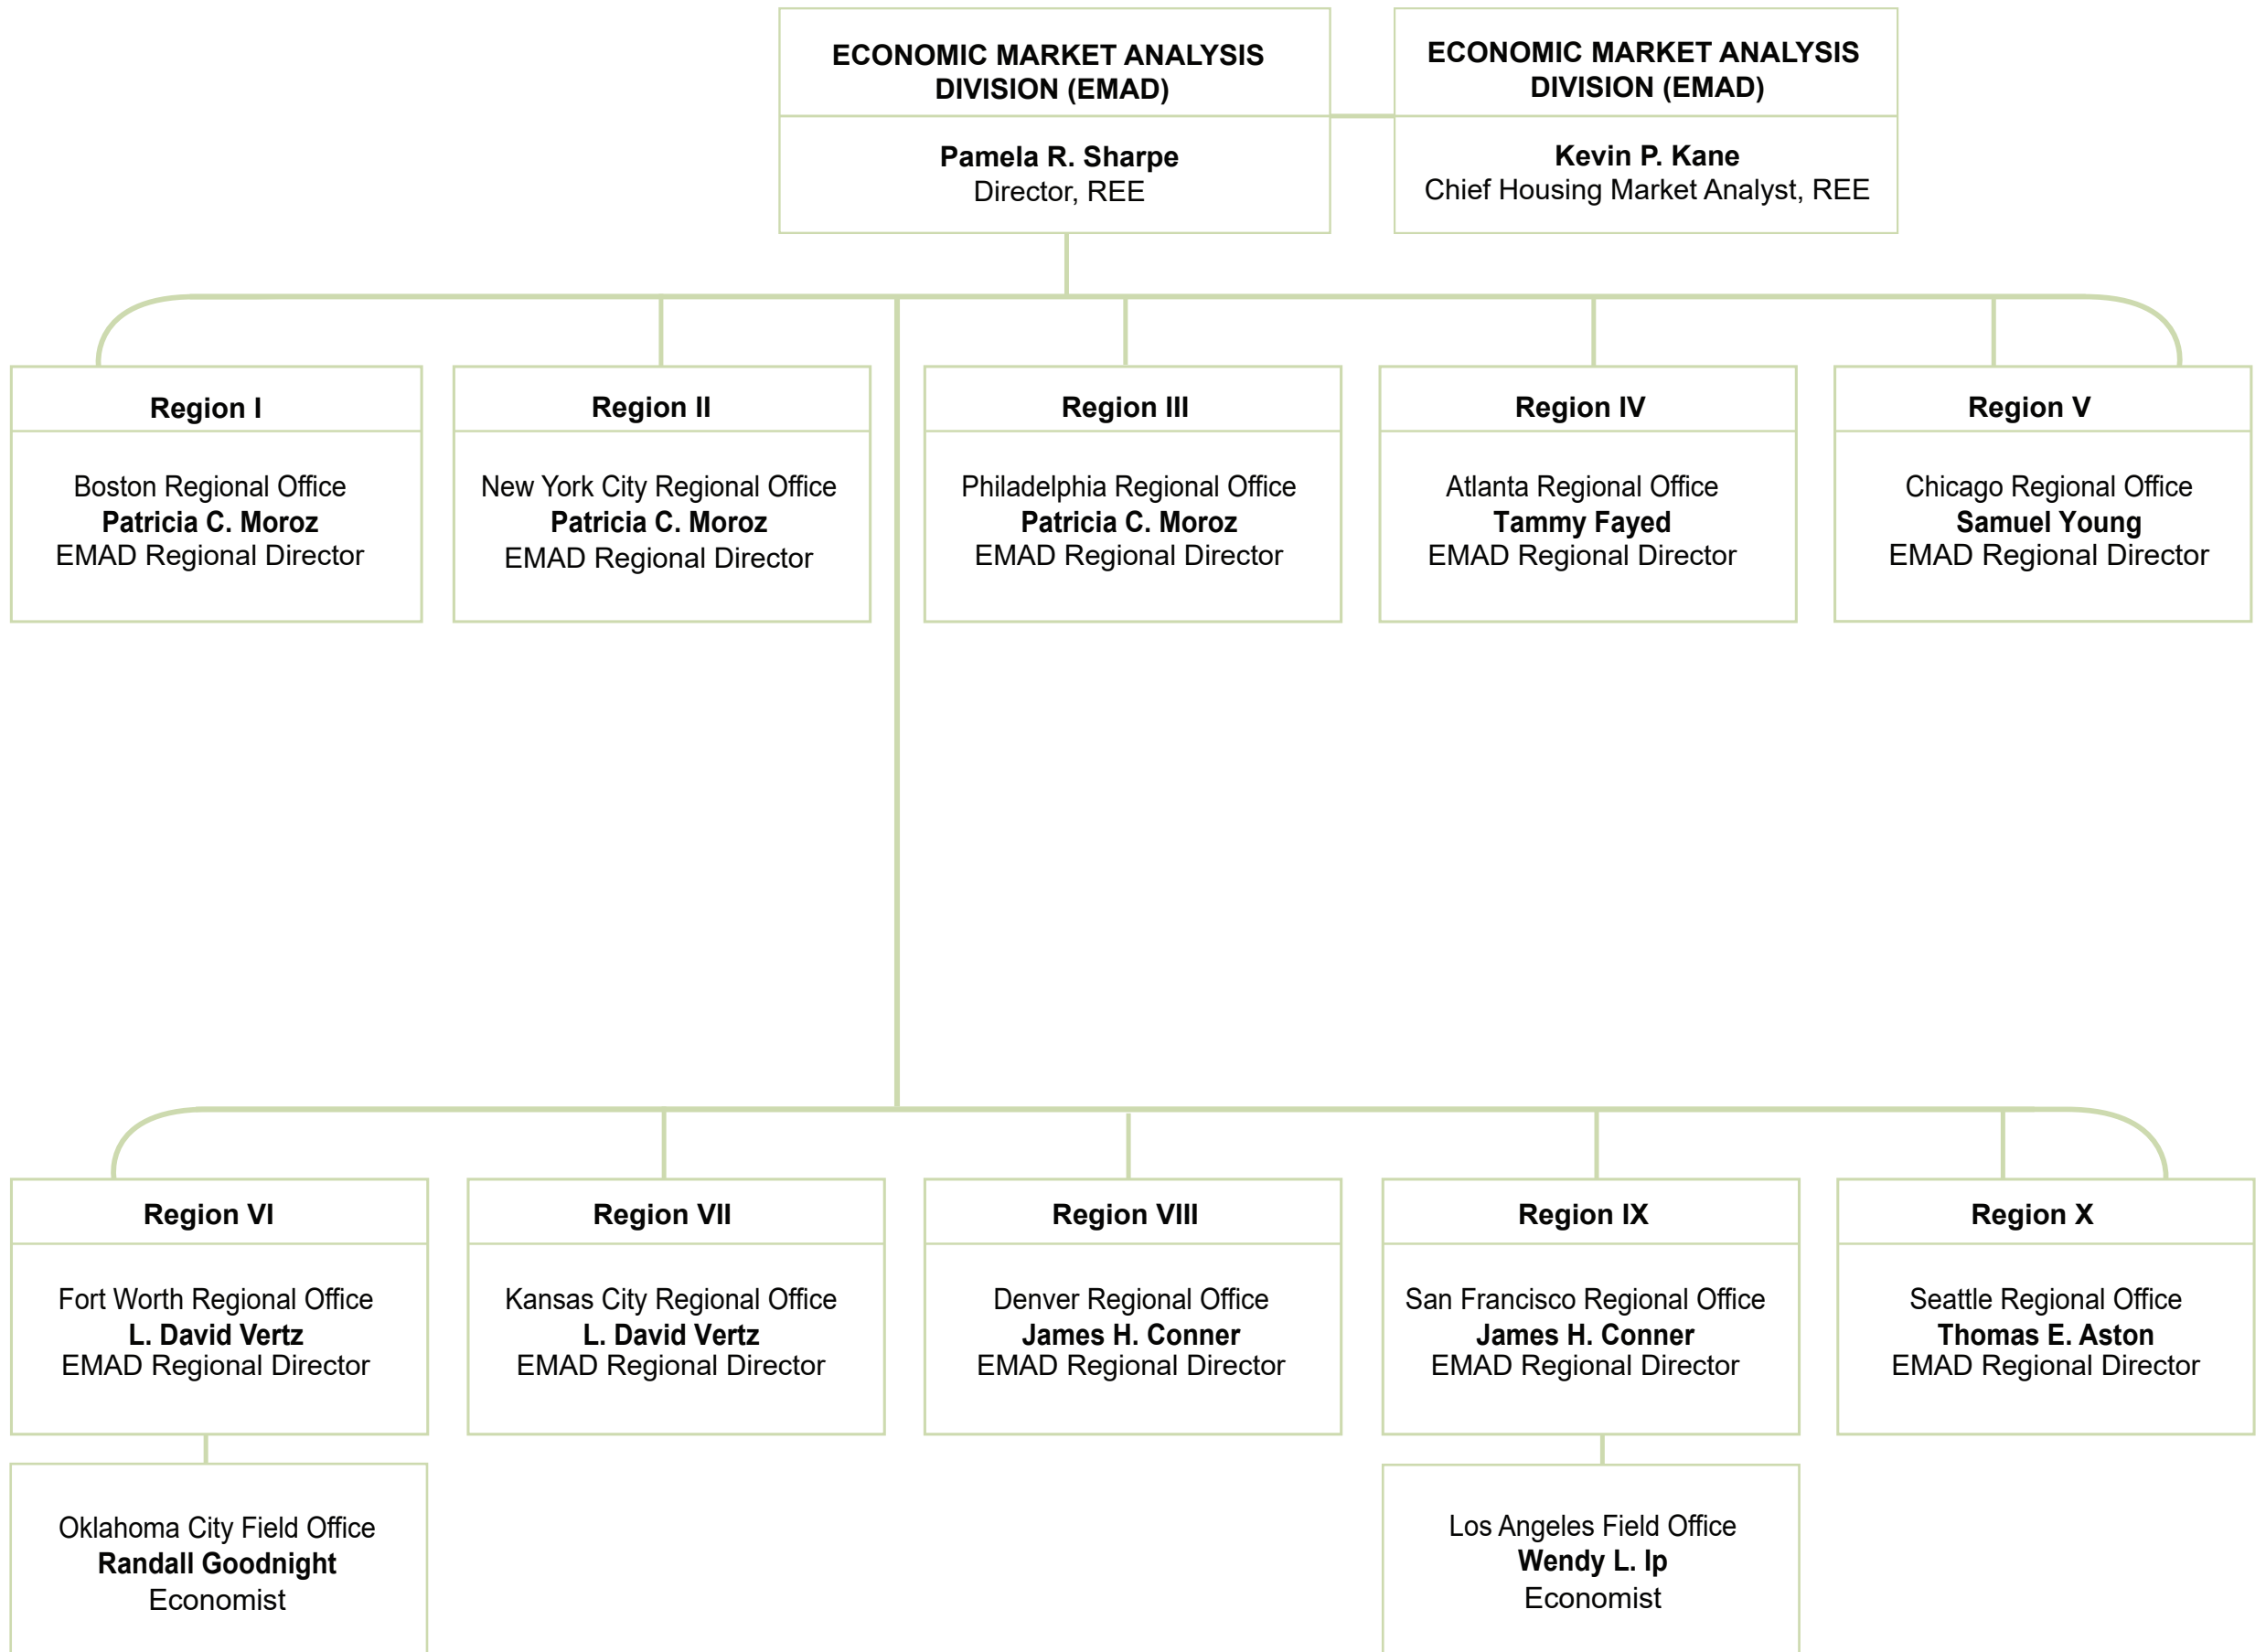 ECONOMIC MARKET ANALYSIS
DIVISION (EMAD)
Pamela R. Sharpe
Director, REE
ECONOMIC MARKET ANALYSIS
DIVISION (EMAD)
Kevin P. Kane
Chief Housing Market Analyst, REE
Region I
Boston Regional Office
Patricia C. Moroz
EMAD Regional Director
Region II
New York City Regional Office
Patricia C. Moroz
EMAD Regional Director
Region III
Philadelphia Regional Office
Patricia C. Moroz
EMAD Regional Director
Region IV
Atlanta Regional Office
Tammy Fayed
EMAD Regional Director
Region V
Chicago Regional Office
Samuel Young
EMAD Regional Director
Region VI
Fort Worth Regional Office
L. David Vertz
EMAD Regional Director
Oklahoma City Field Office
Randall Goodnight
Economist
Region VII
Kansas City Regional Office
L. David Vertz
EMAD Regional Director
Region VIII
Denver Regional Office
James H. Conner
EMAD Regional Director
Region IX
San Francisco Regional Office
James H. Conner
EMAD Regional Director
Los Angeles Field Office
Wendy L. Ip
Economist
Region X
Seattle Regional Office
Thomas E. Aston
EMAD Regional Director